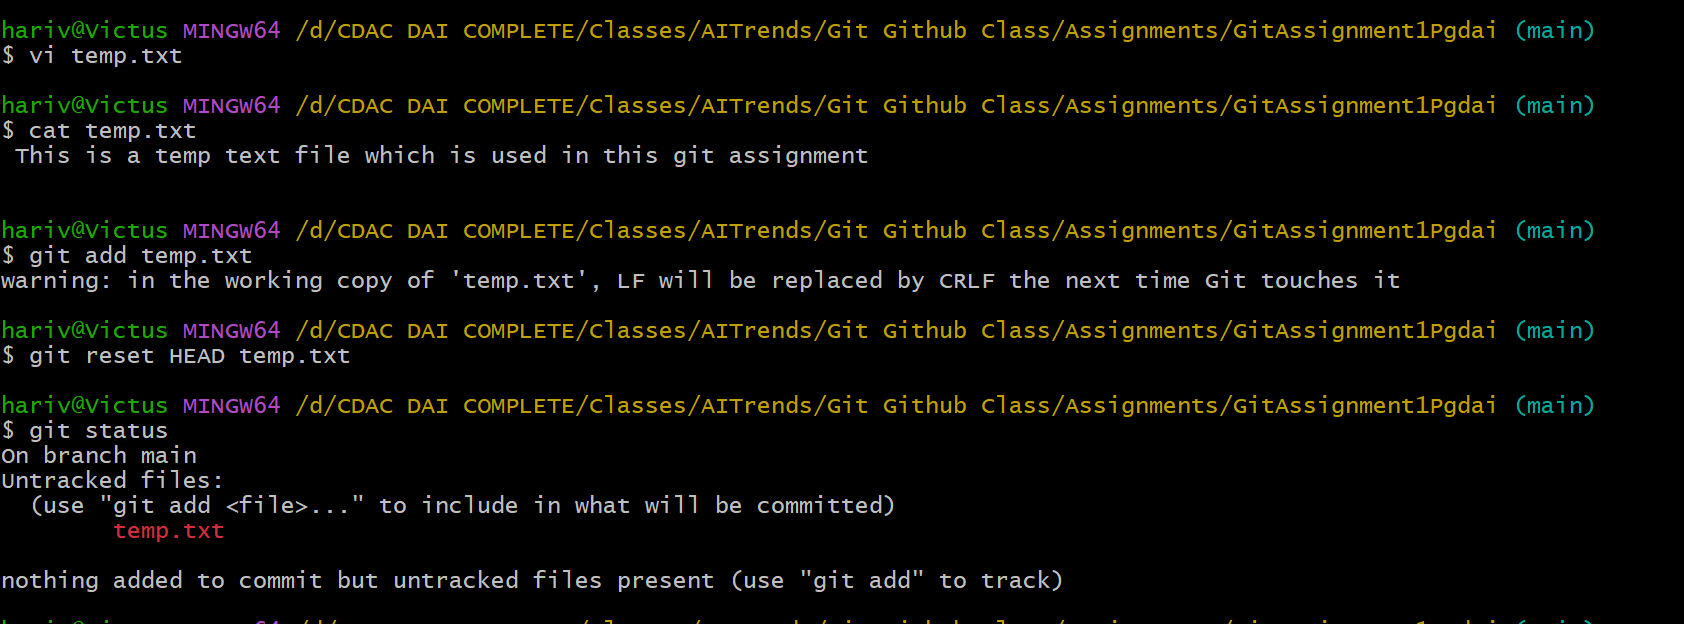 hariv@Victus MINGW64 /d/CDAC DAI COMPLETE/Classes/AITrends/Git Github Class/Assignments/GitAssignment1Pgdai (main)
$ vi temp.txt
hariv@Victus MINGW64 /d/CDAC DAI COMPLETE/Classes/AITrends/Git Github Class/Assignments/GitAssignment1Pgdai (main)
$ cat temp.txt
 This is a temp text file which is used in this git assignment
hariv@Victus MINGW64 /d/CDAC DAI COMPLETE/Classes/AITrends/Git Github Class/Assignments/GitAssignment1Pgdai (main)
$ git add temp.txt
warning: in the working copy of 'temp.txt', LF will be replaced by CRLF the next time Git touches it
hariv@Victus MINGW64 /d/CDAC DAI COMPLETE/Classes/AITrends/Git Github Class/Assignments/GitAssignment1Pgdai (main)
$ git reset HEAD temp.txt
hariv@Victus MINGW64 /d/CDAC DAI COMPLETE/Classes/AITrends/Git Github Class/Assignments/GitAssignment1Pgdai (main)
$ git status
On branch main
Untracked files:
  (use "git add <file>..." to include in what will be committed)
        temp.txt
nothing added to commit but untracked files present (use "git add" to track)